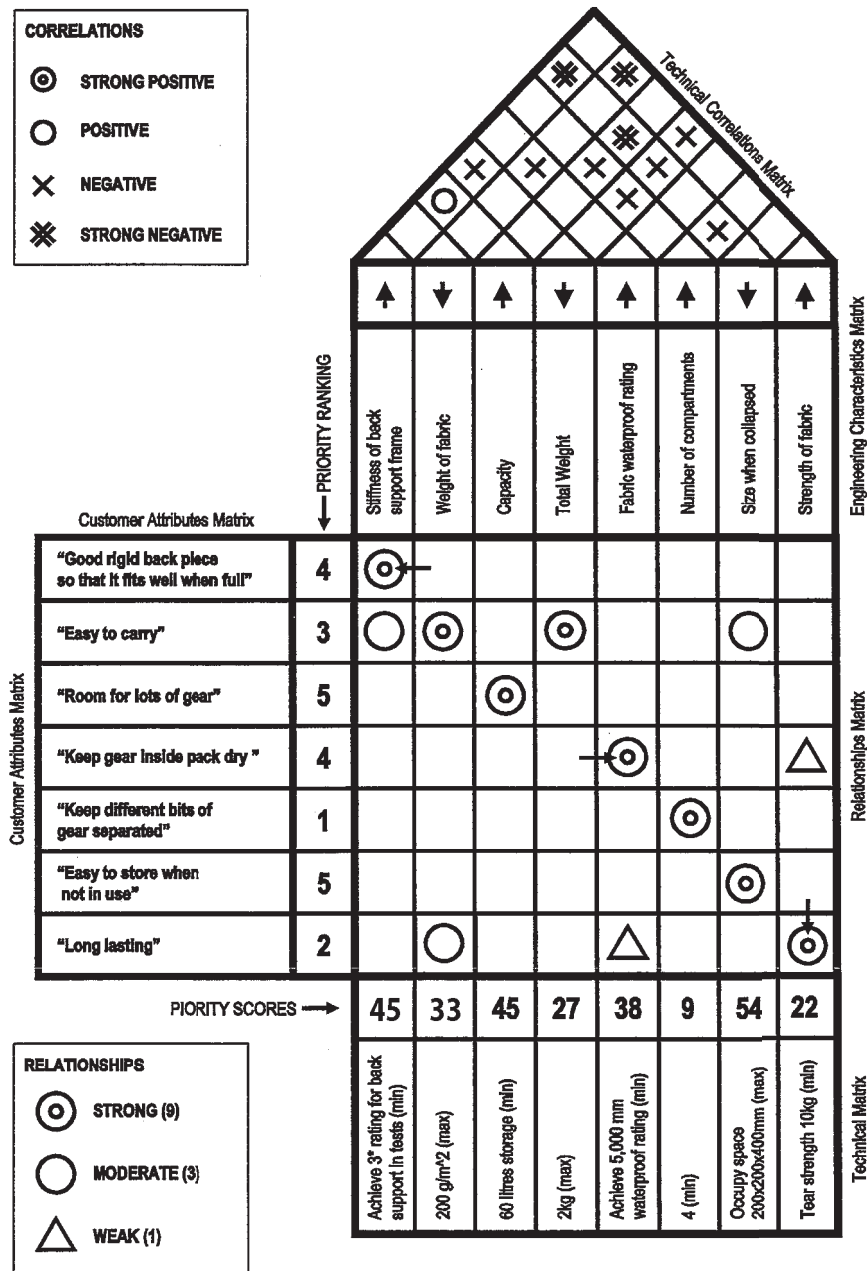 CORRELATIONS
STRONG POSITIVE
POSITIVE
NEGATIVE
STRONG NEGATIVE
Technical Correlations Matrix
Engineering Characteristics Matrix
PRIORITY RANKING
Stiffness of back
support frame
Weight of fabric
Capacity
Total Weight
Fabric waterproof rating
Number of compartments
Size when collapsed
Strength of fabric
Customer Attributes Matrix
Customer Attributes Matrix
Relationships Matrix
"Good rigid back piece
so that it fits well when full"
4
"Easy to carry"
3
"Room for lots of gear"
5
"Keep gear inside pack dry "
4
"Keep different bits of
gear separated"
1
"Easy to store when
not in use"
5
"Long lasting"
2
PIORITY SCORES
45 33 45 27 38 9 54 22
Achieve 3* rating for back
support in tests (min)
200 g/m^2 (max)
60 litres storage (min)
2kg (max)
Achieve 5,000 mm
waterproof rating (min)
4 (min)
Occupy space
200x200x400mm (max)
Tear strength 10kg (min)
Technical Matrix
RELATIONSHIPS
STRONG (9)
MODERATE (3)
WEAK (1)